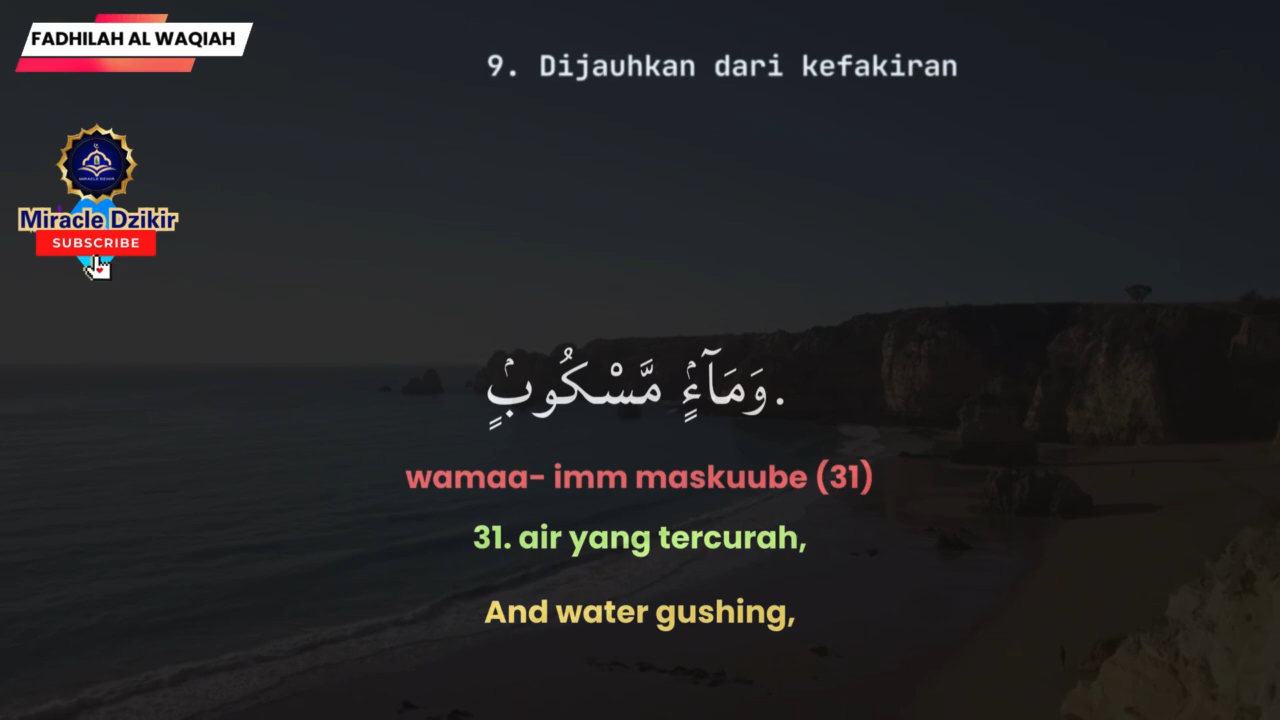 FADHILAH AL WAQIAH
9. Dijauhkan dari kefakiran
Miracle Dzikir
SUBSCRIBE
وَمَآءٍۢ مَّسْكُوبٍۢ.
wamaa- imm maskuube (31)
31. air yang tercurah,
And water gushing,